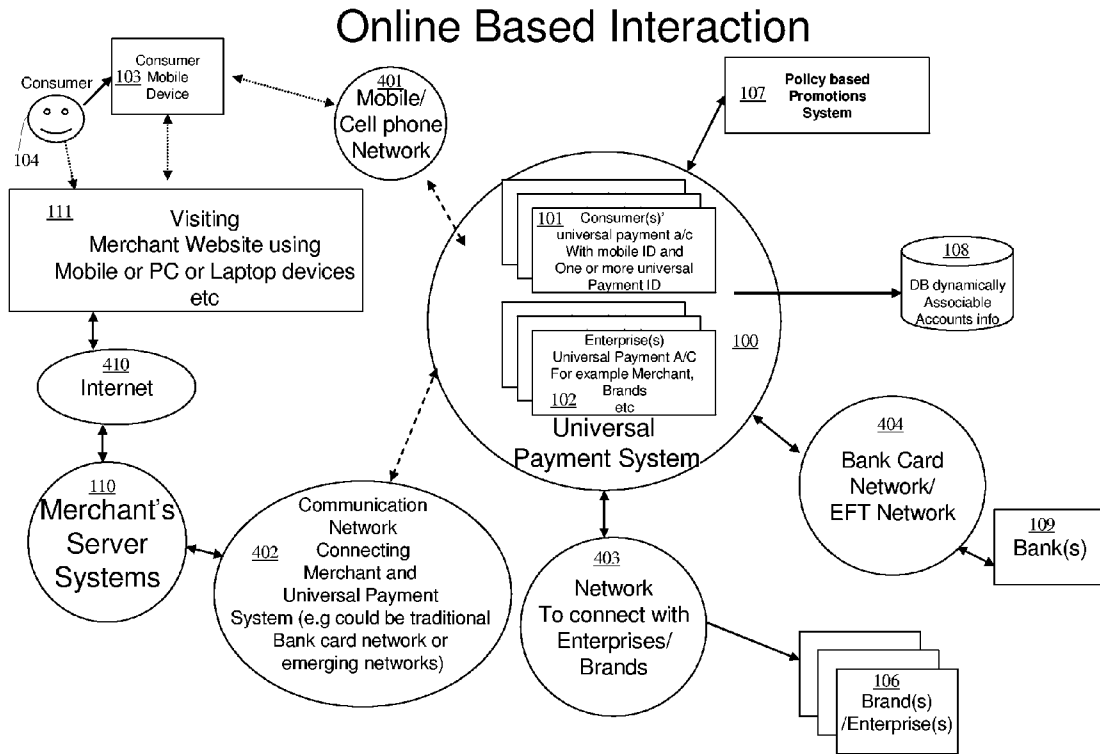 Online Based Interaction
Consumer
104
103
Consumer
Mobile
Device
401
Mobile/
Cell phone
Network
107
Policy based
Promotions
System
111
Visiting
Merchant Website using
Mobile or PC or Laptop devices
etc
101
Consumer(s)'
universal payment a/c
With mobile ID and
One or more universal
Payment ID
108
DB dynamically
Associable
Accounts info
100
Enterprise(s)
Universal Payment A/C
For example Merchant,
Brands
102
etc
Universal
Payment System
410
Internet
110
Merchant's
Server
Systems
402
Communication
Network
Connecting
Merchant and
Universal Payment
System (e.g could be traditional
Bank card network or
emerging networks)
403
Network
To connect with
Enterprises/
Brands
404
Bank Card
Network/
EFT Network
109
Bank(s)
106
Brand(s)
/Enterprise(s)